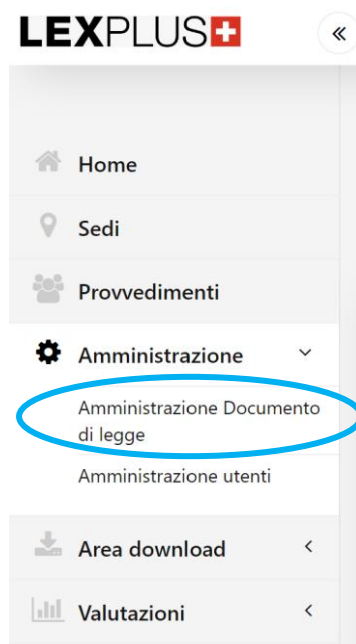 LEXPLUS
Home
Sedi
Provvedimenti
Amministrazione
Amministrazione Documento
di legge
Amministrazione utenti
Area download
Valutazioni